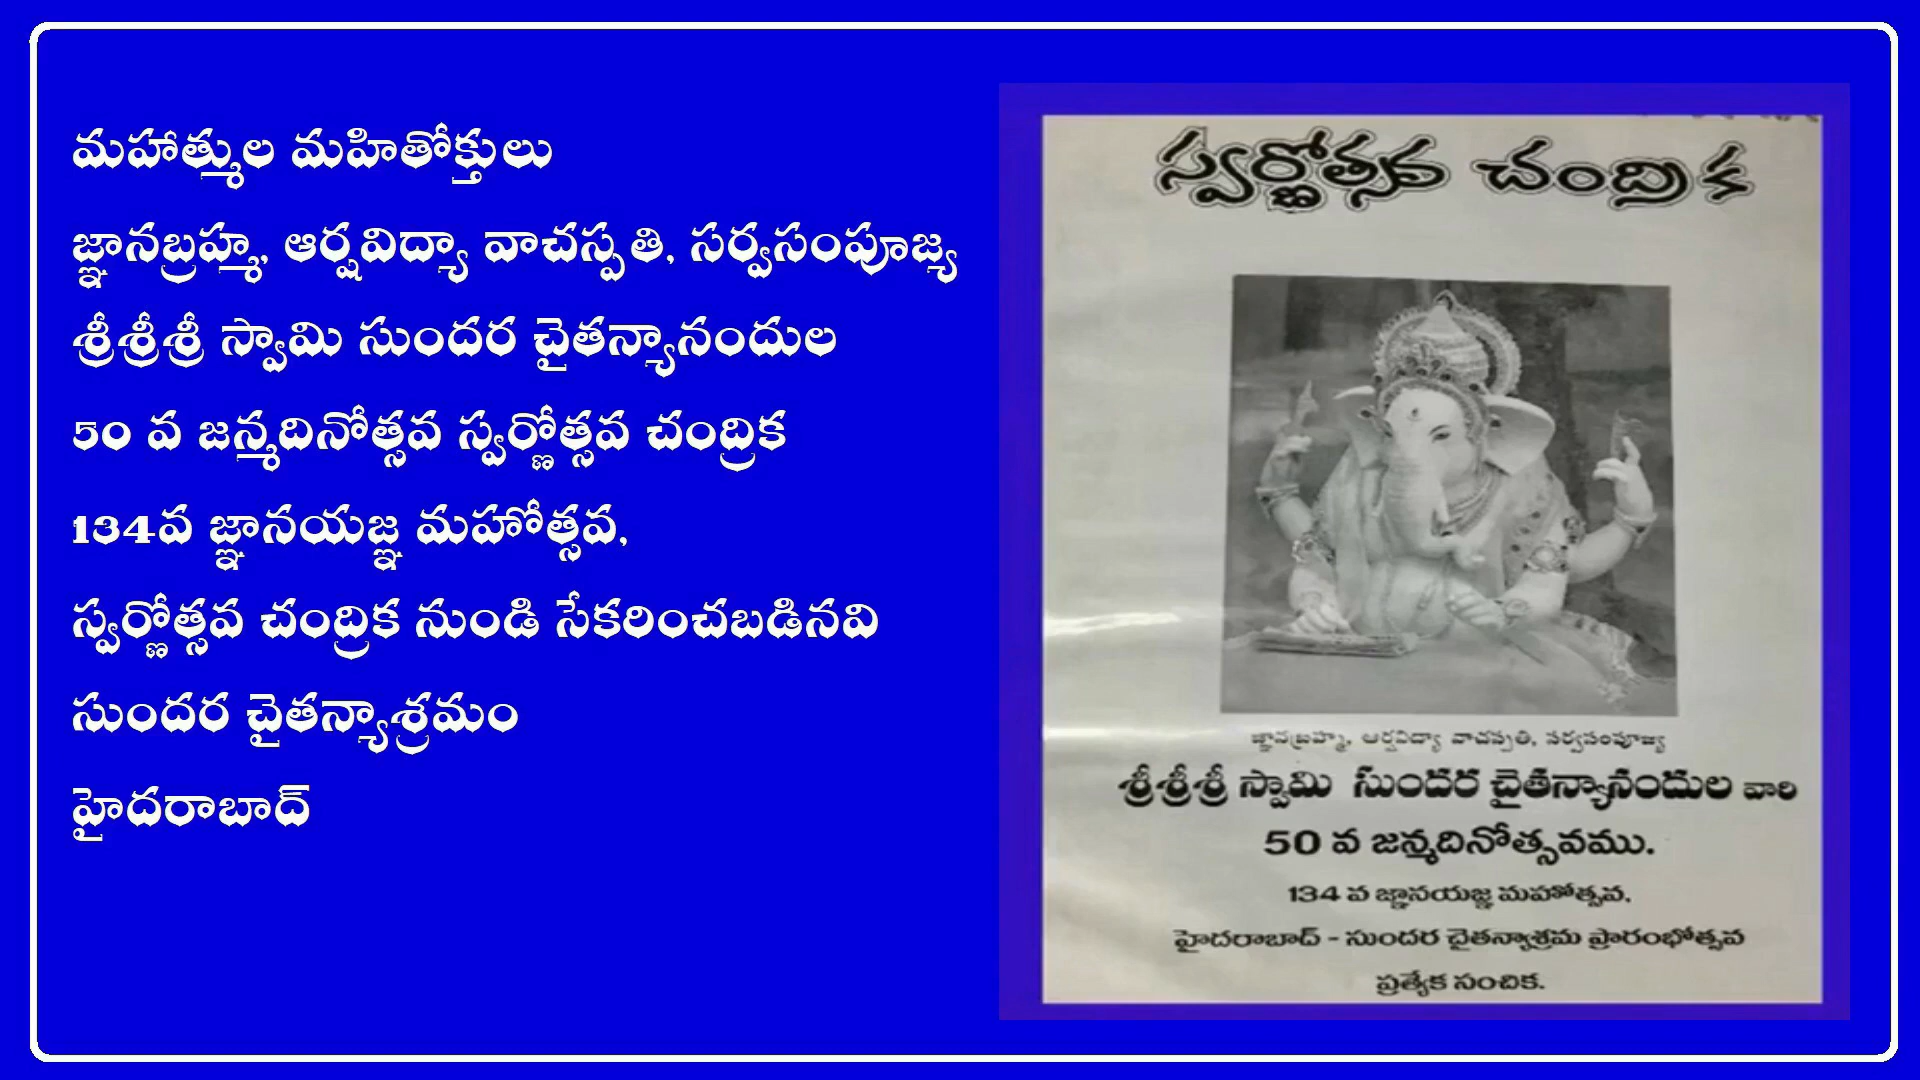 మహాత్ముల మహితోక్తులు
జ్ఞానబ్రహ్మ, ఆర్షవిద్యా వాచస్పతి, సర్వసంపూజ్య
శ్రీశ్రీశ్రీ స్వామి సుందర చైతన్యానందుల
50 వ జన్మదినోత్సవ స్వర్ణోత్సవ చంద్రిక
134వ జ్ఞానయజ్ఞ మహోత్సవ,
స్వర్ణోత్సవ చంద్రిక నుండి సేకరించబడినవి
సుందర చైతన్యాశ్రమం
హైదరాబాద్
స్వర్ణోత్సవ చంద్రిక
జ్ఞానబ్రహ్మ, ఆర్షవిద్యా వాచస్పతి, సర్వసంపూజ్య
శ్రీశ్రీశ్రీ స్వామి సుందర చైతన్యానందుల వారి
50 వ జన్మదినోత్సవము.
134 వ జ్ఞానయజ్ఞ మహోత్సవ,
హైదరాబాద్ - సుందర చైతన్యాశ్రమ ప్రారంభోత్సవ
ప్రత్యేక సంచిక.